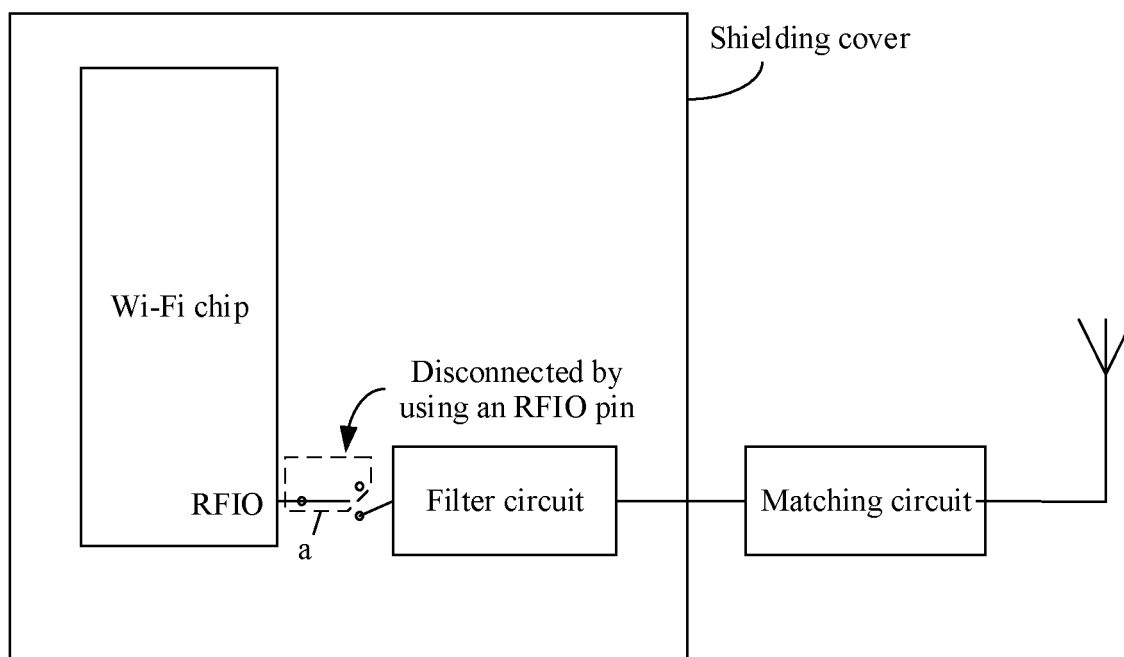 Shielding cover
Wi-Fi chip
Disconnected by
using an RFIO pin
RFIO
a
Filter circuit
Matching circuit